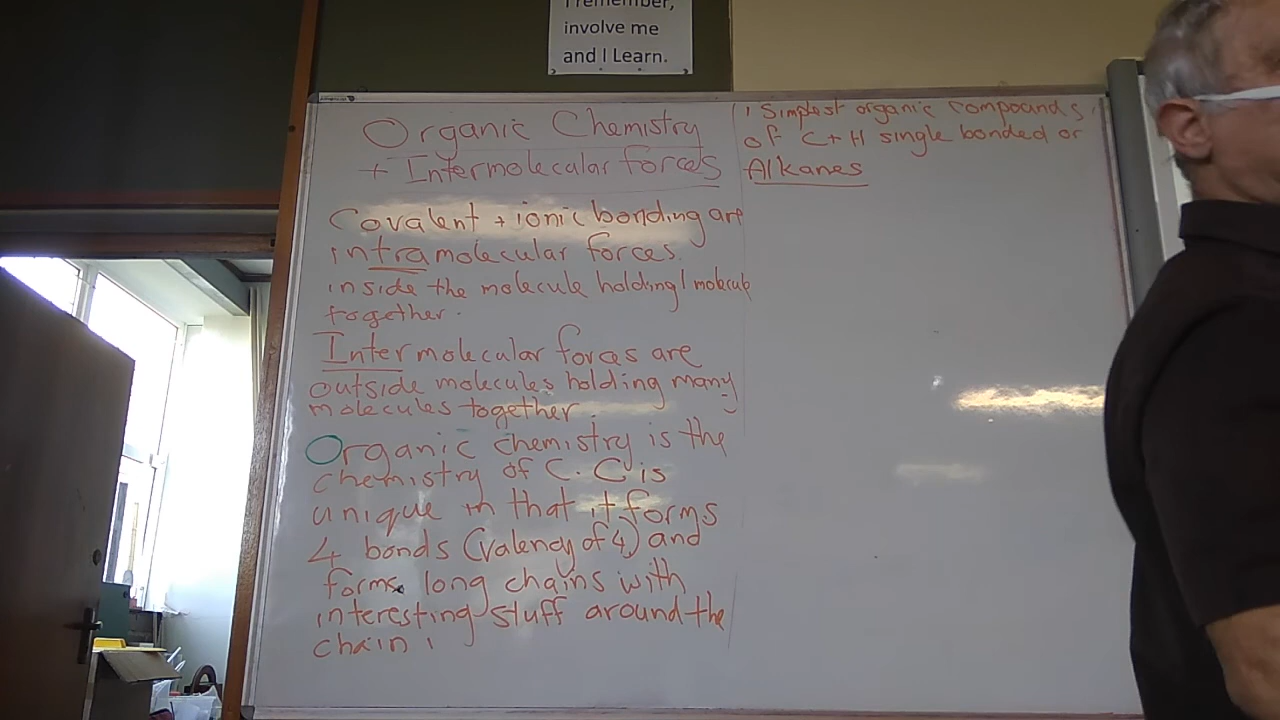 I remember,
involve me
and I Learn.
Organic Chemistry
+ Intermolecular forces
Covalent + ionic bonding are
intramolecular forces.
inside the molecule holding 1 molecule
together.
Intermolecular forces are
outside molecules holding many
molecules together.
Organic chemistry is the
chemistry of C. C is
unique in that it forms
4 bonds (valency of 4) and
forms long chains with
interesting stuff around the
chain.
Simplest organic compounds
of C + H single bonded or
Alkanes